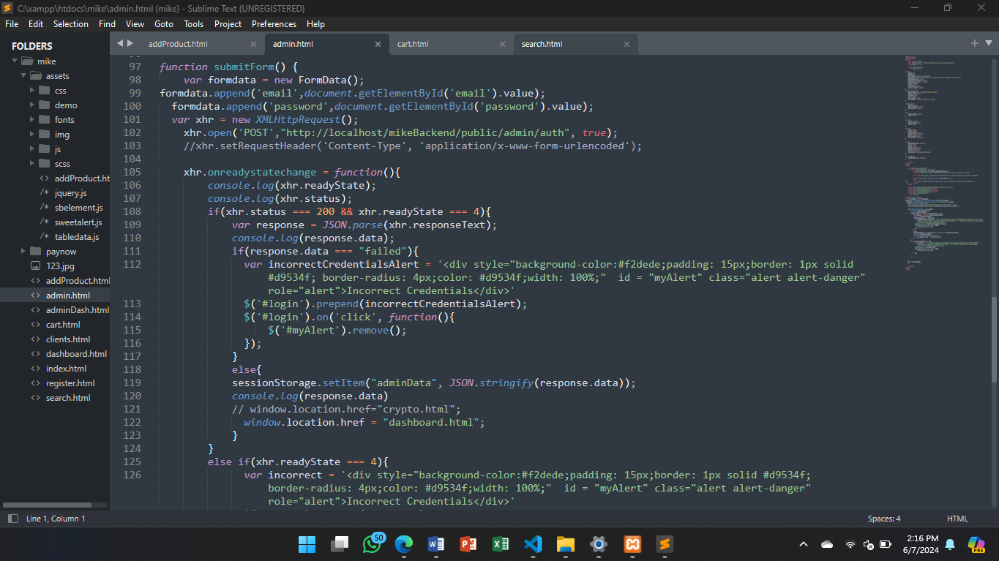 C:\xampp\htdocs\mike\admin.html (mike) - Sublime Text (UNREGISTERED)
File Edit Selection Find View Goto Tools Project Preferences Help
FOLDERS
mike
assets
css
demo
fonts
img
js
scss
addProduct.ht
jquery.js
sbelement.js
sweetalert.js
tabledata.js
paynow
123.jpg
addProduct.html
admin.html
adminDash.html
cart.html
clients.html
dashboard.html
index.html
register.html
search.html
addProduct.html × admin.html × cart.html × search.html ×
97 function submitForm() {
98 var formdata = new FormData();
99 formdata.append('email',document.getElementById('email').value);
100 formdata.append('password',document.getElementById('password').value);
101 var xhr = new XMLHttpRequest();
102 xhr.open('POST',"http://localhost/mikeBackend/public/admin/auth", true);
103 //xhr.setRequestHeader('Content-Type', 'application/x-www-form-urlencoded');
104
105 xhr.onreadystatechange = function(){
106 console.log(xhr.readyState);
107 console.log(xhr.status);
108 if(xhr.status === 200 && xhr.readyState === 4){
109 var response = JSON.parse(xhr.responseText);
110 console.log(response.data);
111 if(response.data === "failed"){
112 var incorrectCredentialsAlert = '<div style="background-color:#f2dede;padding: 15px;border: 1px solid
#d9534f; border-radius: 4px;color: #d9534f;width: 100%;"  id = "myAlert" class="alert alert-danger"
role="alert">Incorrect Credentials</div>'
113 $('#login').prepend(incorrectCredentialsAlert);
114 $('#login').on('click', function(){
115 $('#myAlert').remove();
116 });
117 }
118 else{
119 sessionStorage.setItem("adminData", JSON.stringify(response.data));
120 console.log(response.data)
121 // window.location.href="crypto.html";
122 window.location.href = "dashboard.html";
123 }
124 }
125 else if(xhr.readyState === 4){
126 var incorrect = '<div style="background-color:#f2dede;padding: 15px;border: 1px solid #d9534f;
border-radius: 4px;color: #d9534f;width: 100%;"  id = "myAlert" class="alert alert-danger"
role="alert">Incorrect Credentials</div>'
Line 1, Column 1
Spaces: 4 HTML
50
2:16 PM
6/7/2024
PRE